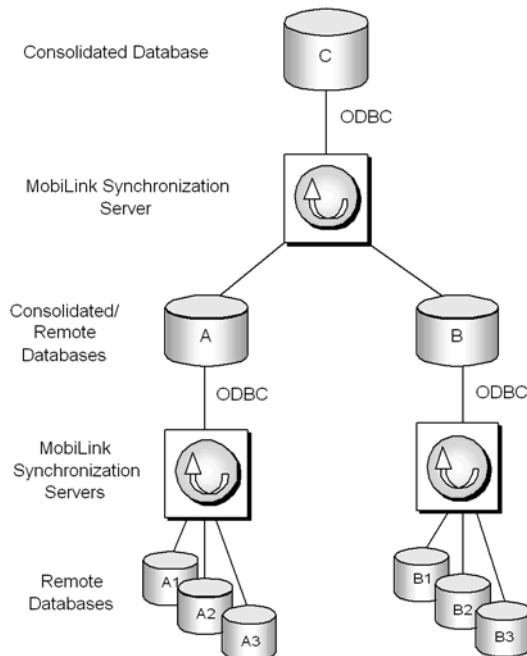 Consolidated Database
C
ODBC
MobiLink Synchronization
Server
Consolidated/
Remote
Databases
A
B
ODBC
ODBC
MobiLink
Synchronization
Servers
Remote
Databases
A1
A2
A3
B1
B2
B3